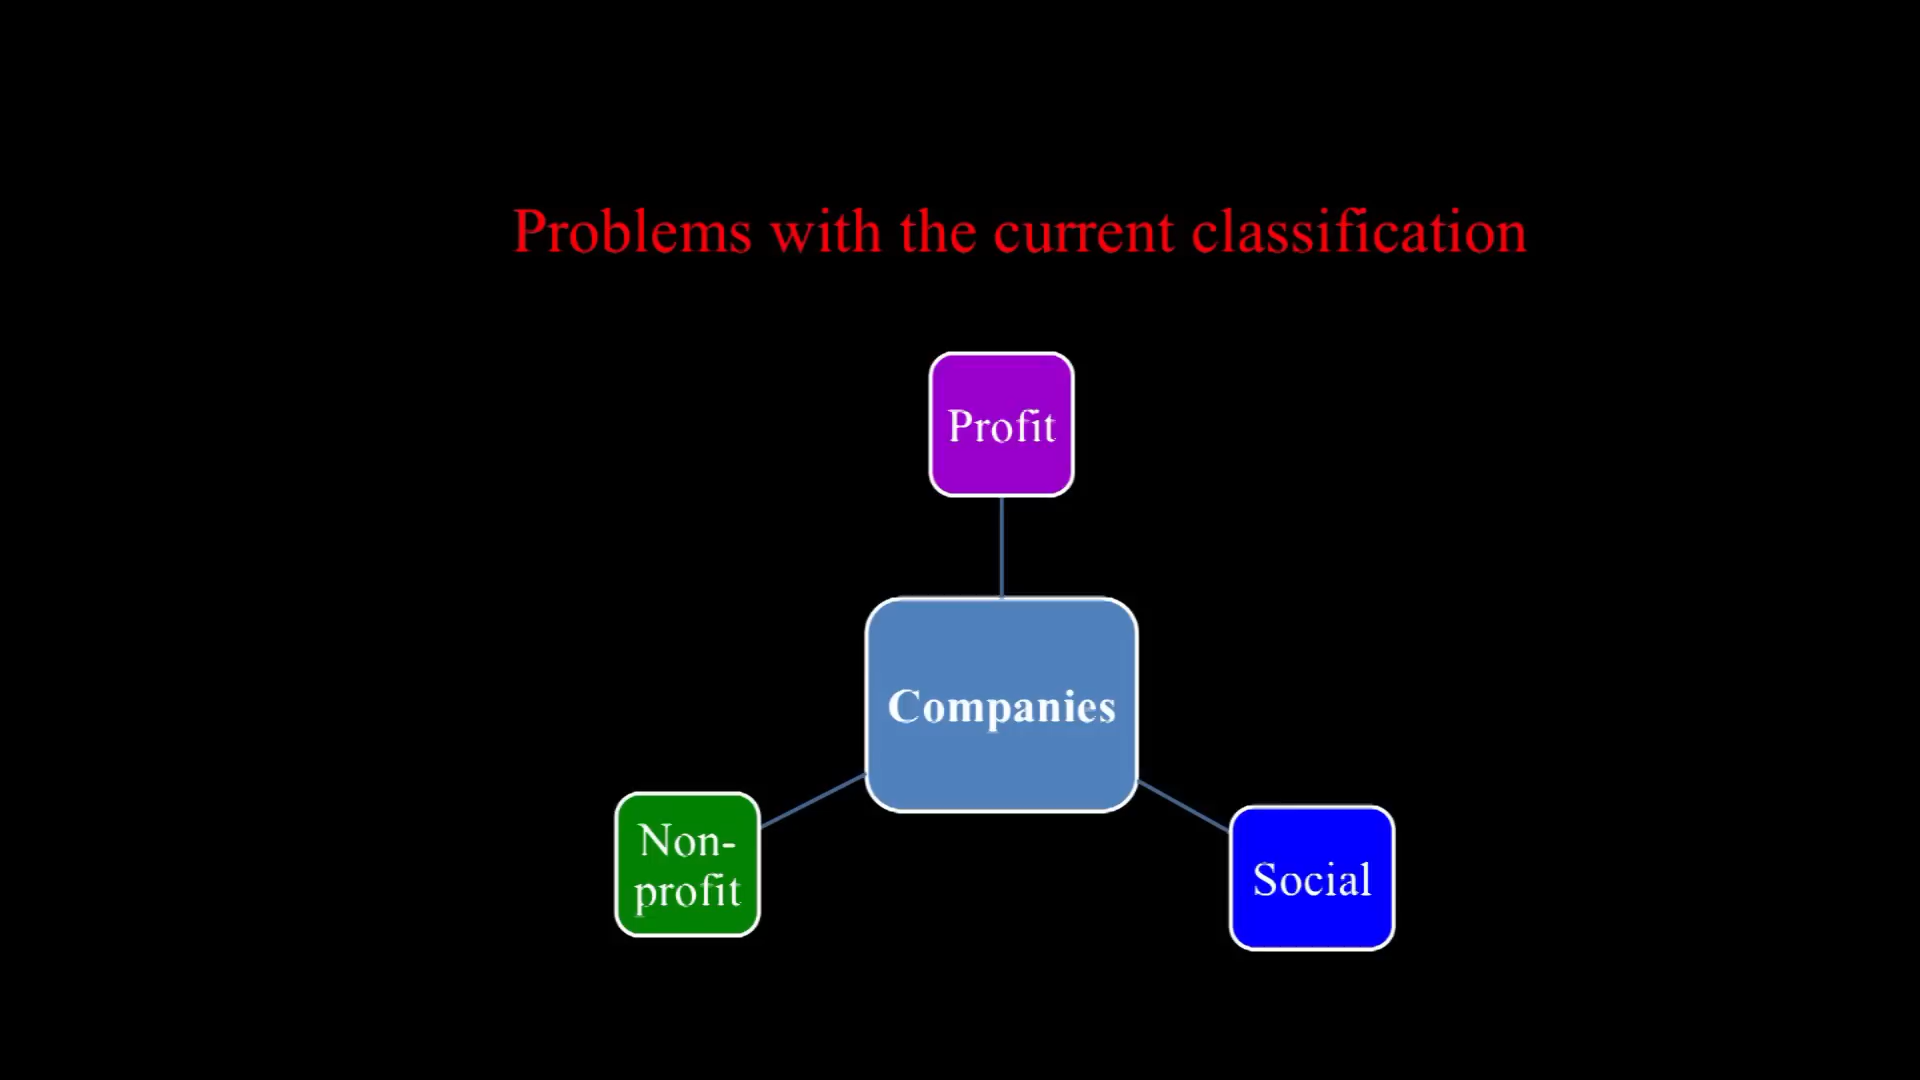 Problems with the current classification
Profit
Companies
Non-
profit
Social